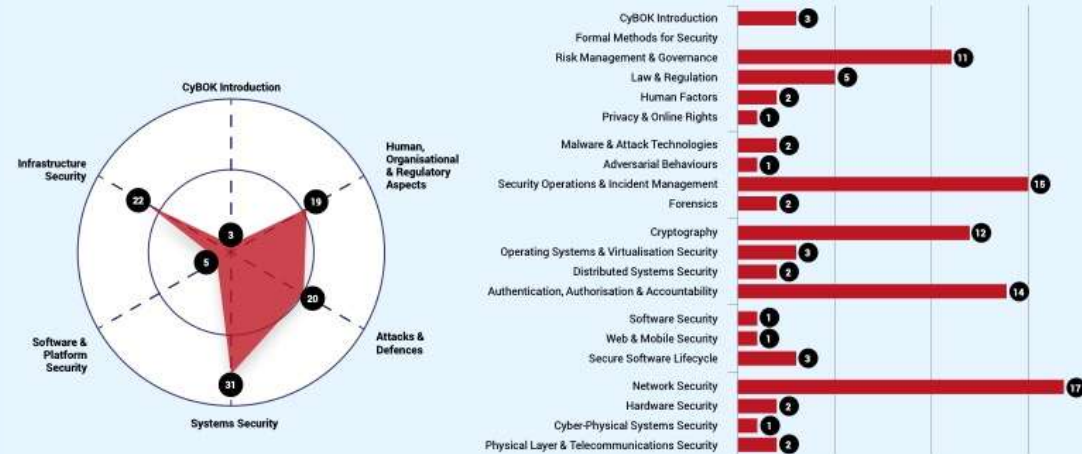 CyBOK Introduction
Infrastructure
Security
Human,
Organisational
& Regulatory
Aspects
22
19
3
5
20
Software &
Platform
Security
Attacks &
Defences
31
Systems Security
CyBOK Introduction 3
Formal Methods for Security
Risk Management & Governance 11
Law & Regulation 5
Human Factors 2
Privacy & Online Rights 1
Malware & Attack Technologies 2
Adversarial Behaviours 1
Security Operations & Incident Management 15
Forensics 2
Cryptography 12
Operating Systems & Virtualisation Security 3
Distributed Systems Security 2
Authentication, Authorisation & Accountability 14
Software Security 1
Web & Mobile Security 1
Secure Software Lifecycle 3
Network Security 17
Hardware Security 2
Cyber-Physical Systems Security 1
Physical Layer & Telecommunications Security 2